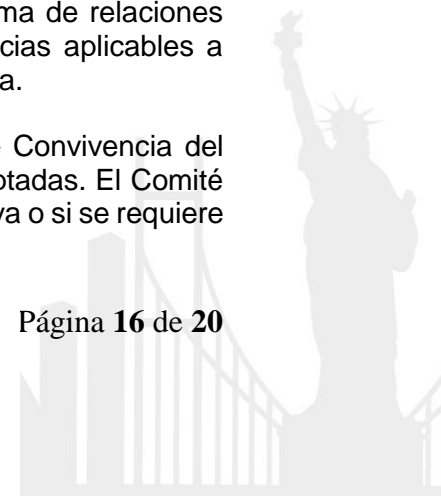 ma de relaciones
cias aplicables a
a.
Convivencia del
otadas. El Comité
va o si se requiere
Página 16 de 20